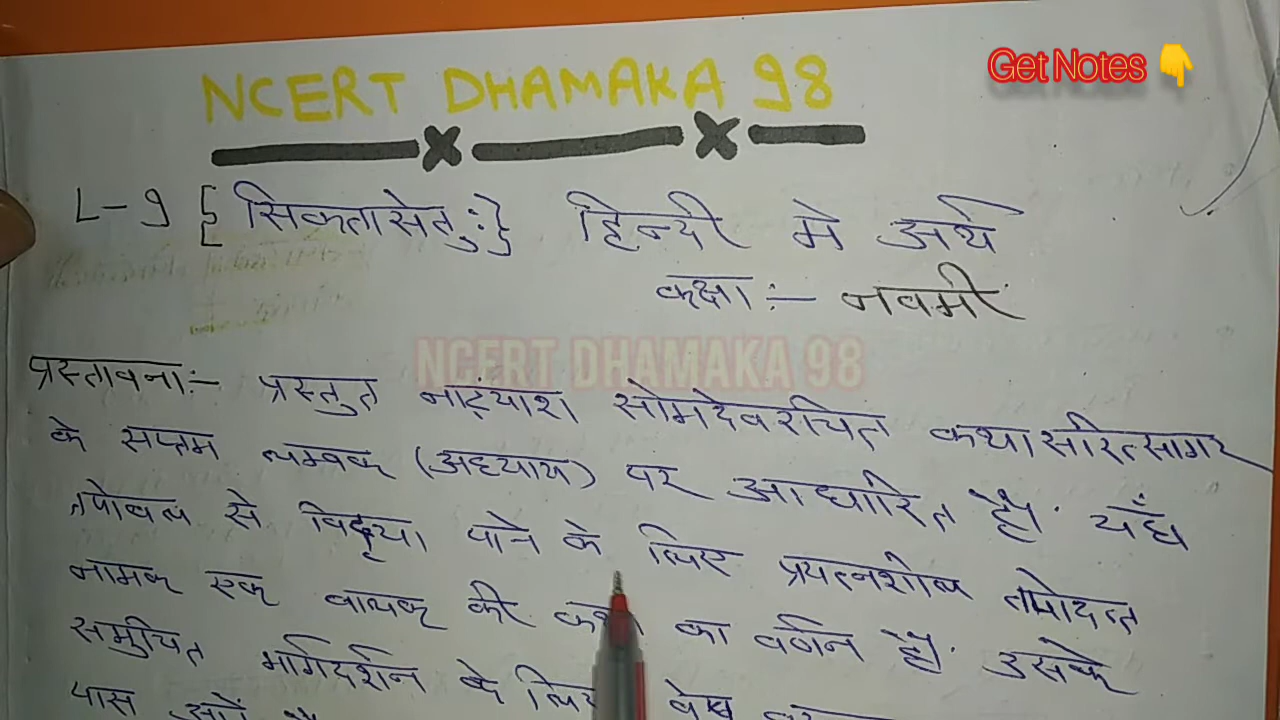 NCERT DHAMAKA 98
Get Notes 👇
L-9 {सिकतासेतुः} हिन्दी मे अर्थ
कक्षा :- नवमी
NCERT DHAMAKA 98
प्रस्तावना:- प्रस्तुत नाट्यांश सोमदेवरचित कथासरित्सागर
के सप्तम लम्बक (अध्याय) पर आधारित है। यँहा
तपोबल से विद्या पाने के लिए प्रयत्नशील तपोदत्त
नामक एक बालक की कथा का वर्णन है। उसके
समुचित मार्गदर्शन के लिए वेष
पास